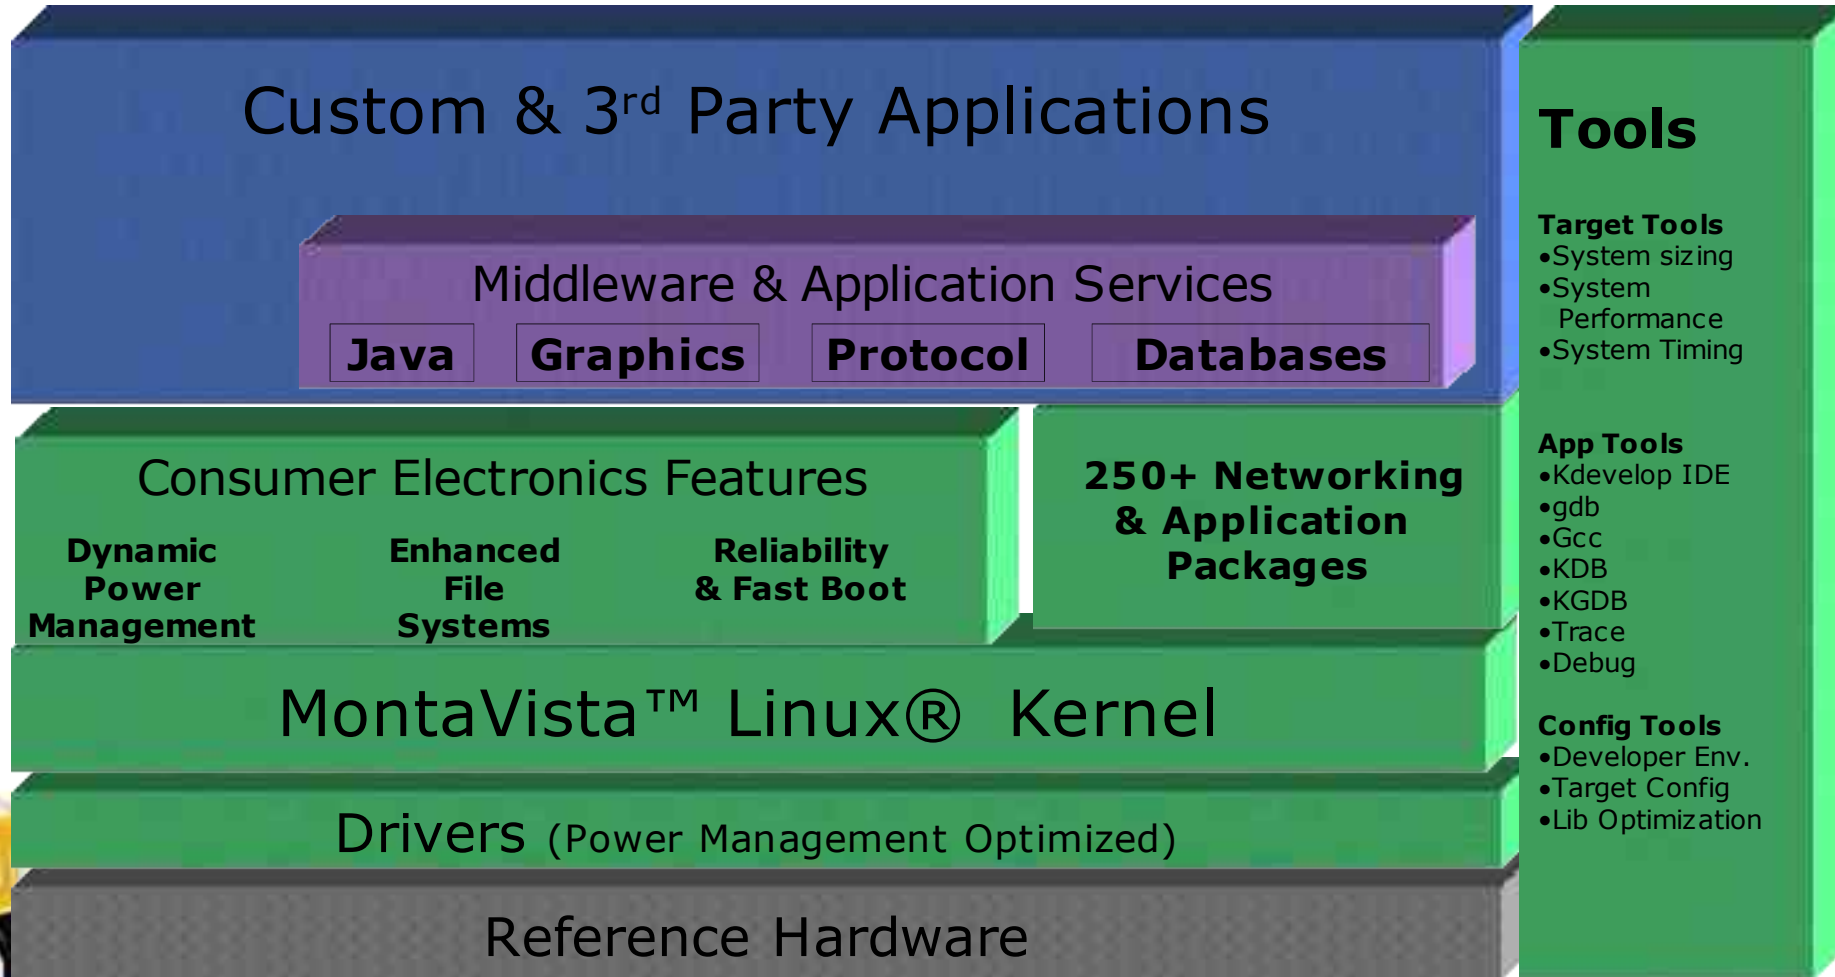 Custom & 3rd Party Applications
Middleware & Application Services
Java
Graphics
Protocol
Databases
Consumer Electronics Features
Dynamic
Power
Management
Enhanced
File
Systems
Reliability
& Fast Boot
250+ Networking
& Application
Packages
MontaVista™ Linux® Kernel
Drivers (Power Management Optimized)
Reference Hardware
Tools
Target Tools
•System sizing
•System
Performance
•System Timing
App Tools
•Kdevelop IDE
•gdb
•Gcc
•KDB
•KGDB
•Trace
•Debug
Config Tools
•Developer Env.
•Target Config
•Lib Optimization